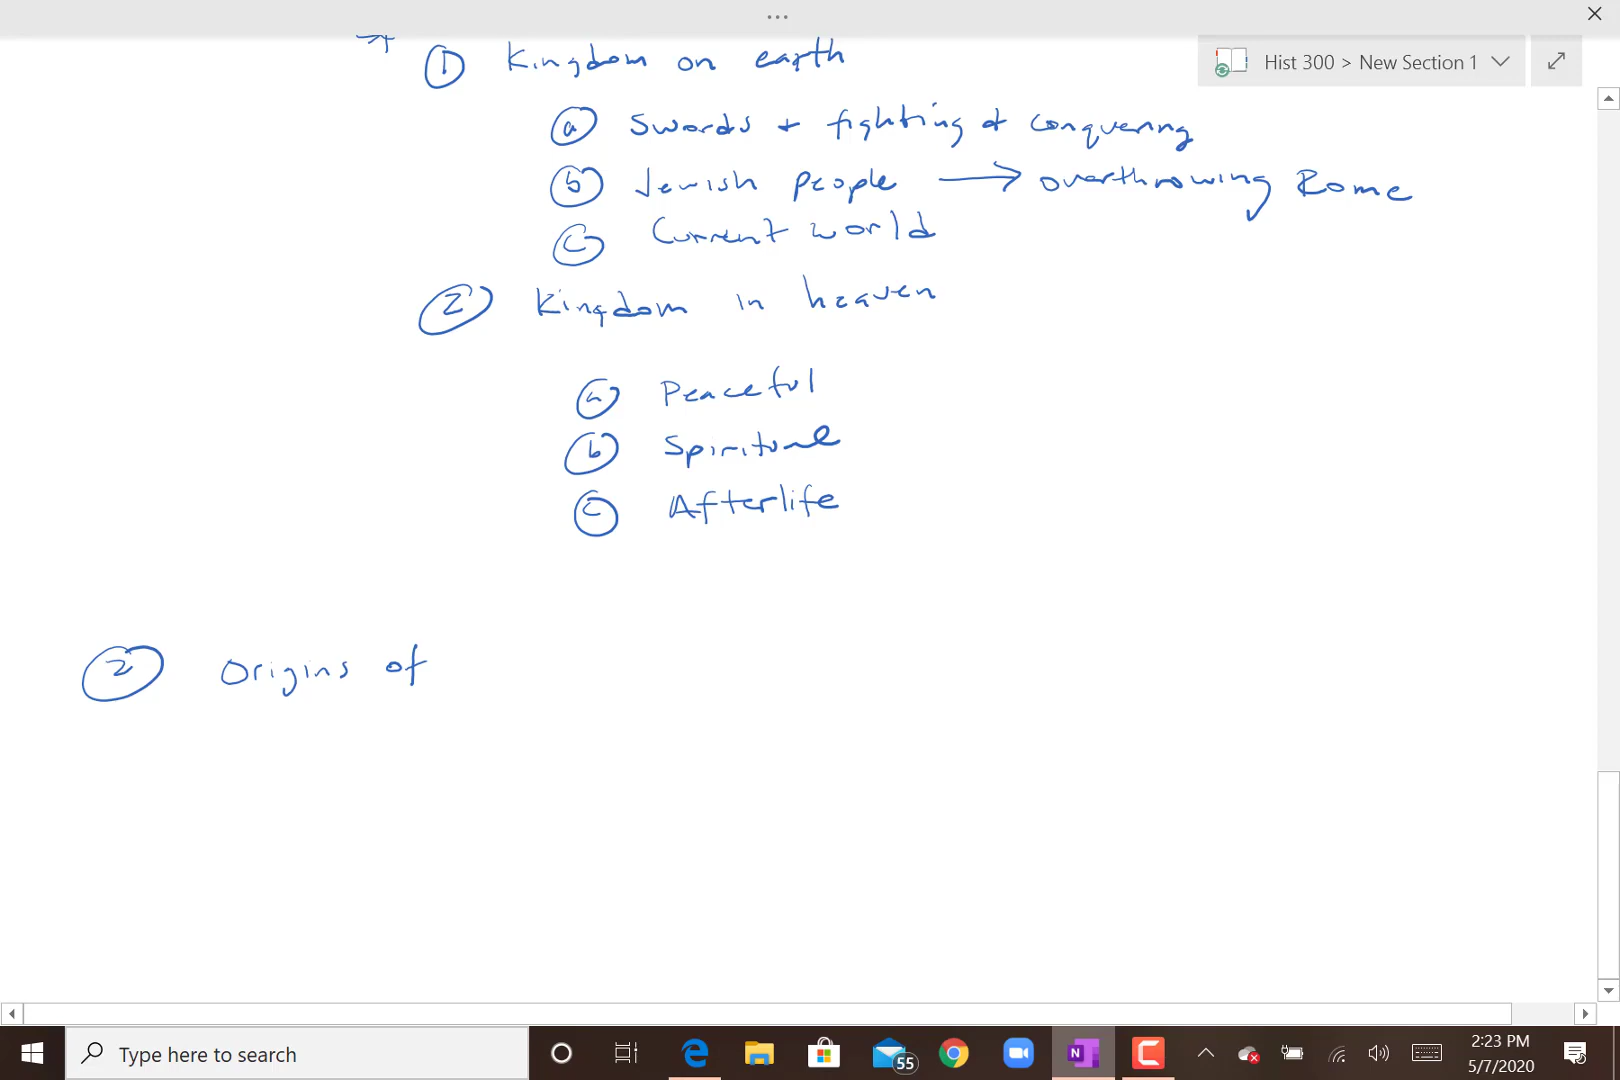 ...
① Kingdom on earth
Hist 300 > New Section 1
ⓐ Swords + fighting & conquering
ⓑ Jewish people → overthrowing Rome
ⓒ Current world
② Kingdom in heaven
ⓐ Peaceful
ⓑ Spiritual
ⓒ Afterlife
② Origins of
Type here to search
55
2:23 PM
5/7/2020